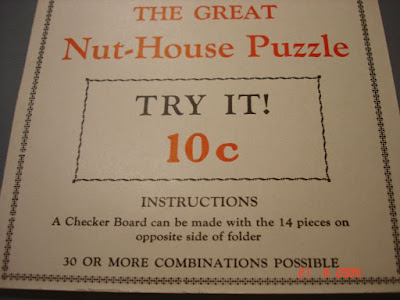 THE GREAT
Nut-House Puzzle
TRY IT!
10c
INSTRUCTIONS
A Checker Board can be made with the 14 pieces on
opposite side of folder
30 OR MORE COMBINATIONS POSSIBLE